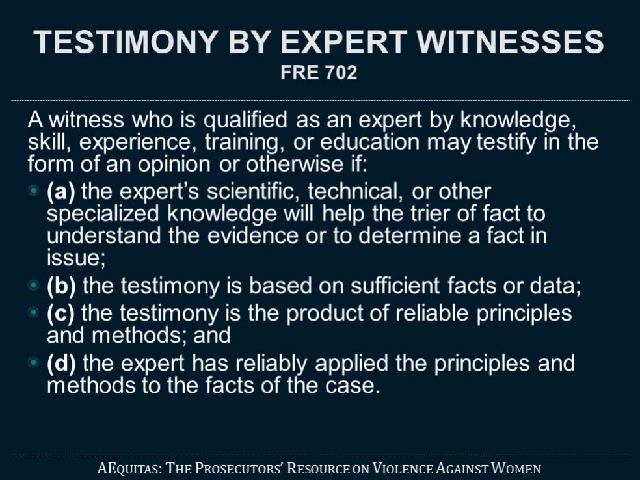 TESTIMONY BY EXPERT WITNESSES
FRE 702
A witness who is qualified as an expert by knowledge,
skill, experience, training, or education may testify in the
form of an opinion or otherwise if:
(a) the expert's scientific, technical, or other
specialized knowledge will help the trier of fact to
understand the evidence or to determine a fact in
issue;
(b) the testimony is based on sufficient facts or data;
(c) the testimony is the product of reliable principles
and methods; and
(d) the expert has reliably applied the principles and
methods to the facts of the case.
AEQUITAS: THE PROSECUTORS' RESOURCE ON VIOLENCE AGAINST WOMEN